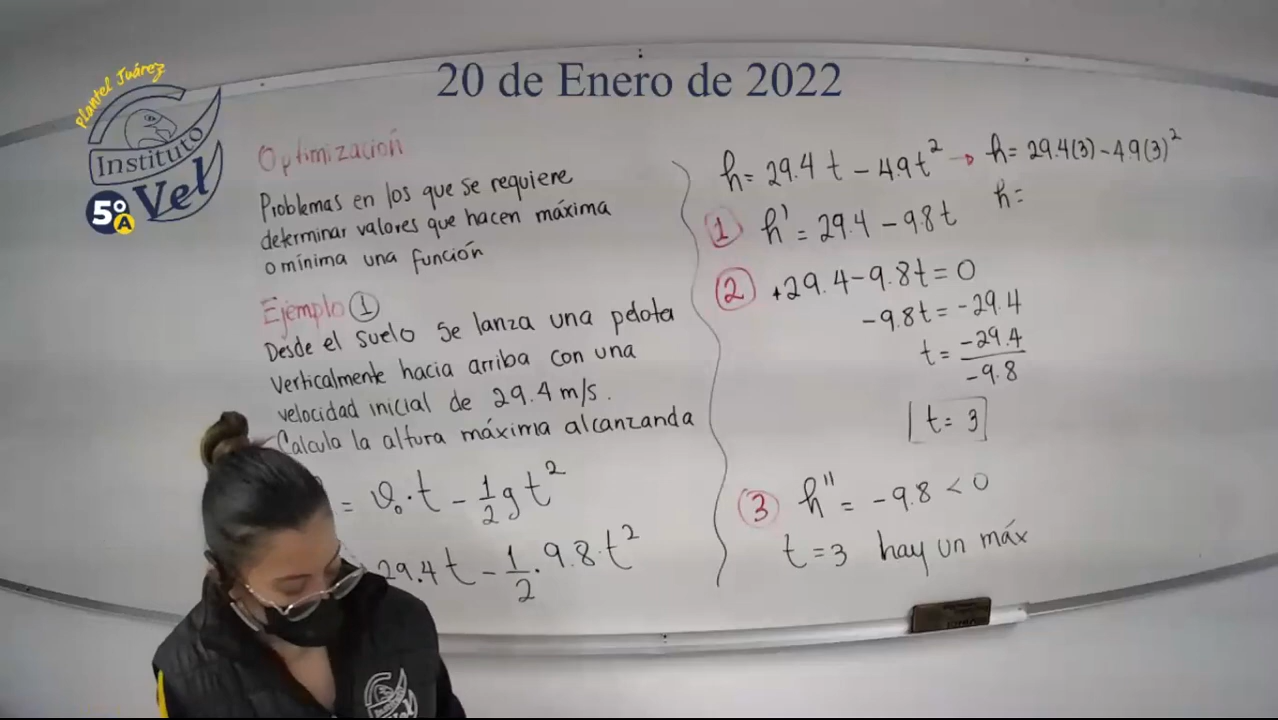 20 de Enero de 2022
Plantel Juárez
Instituto
Vel
5º A
Optimización
Problemas en los que se requiere
determinar valores que hacen máxima
o mínima una función
Ejemplo 1
Desde el suelo se lanza una pelota
verticalmente hacia arriba con una
velocidad inicial de 29.4 m/s.
Calcula la altura máxima alcanzanda
= v₀·t - 1/2 g t²
29.4t - 1/2 · 9.8·t²
h = 29.4 t - 4.9t² → h = 29.4(3) - 4.9(3)²
h =
1 h' = 29.4 - 9.8t
2 +29.4 - 9.8t = 0
-9.8t = -29.4
t = -29.4/-9.8
t = 3
3 h'' = -9.8 < 0
t = 3 hay un máx
Vel